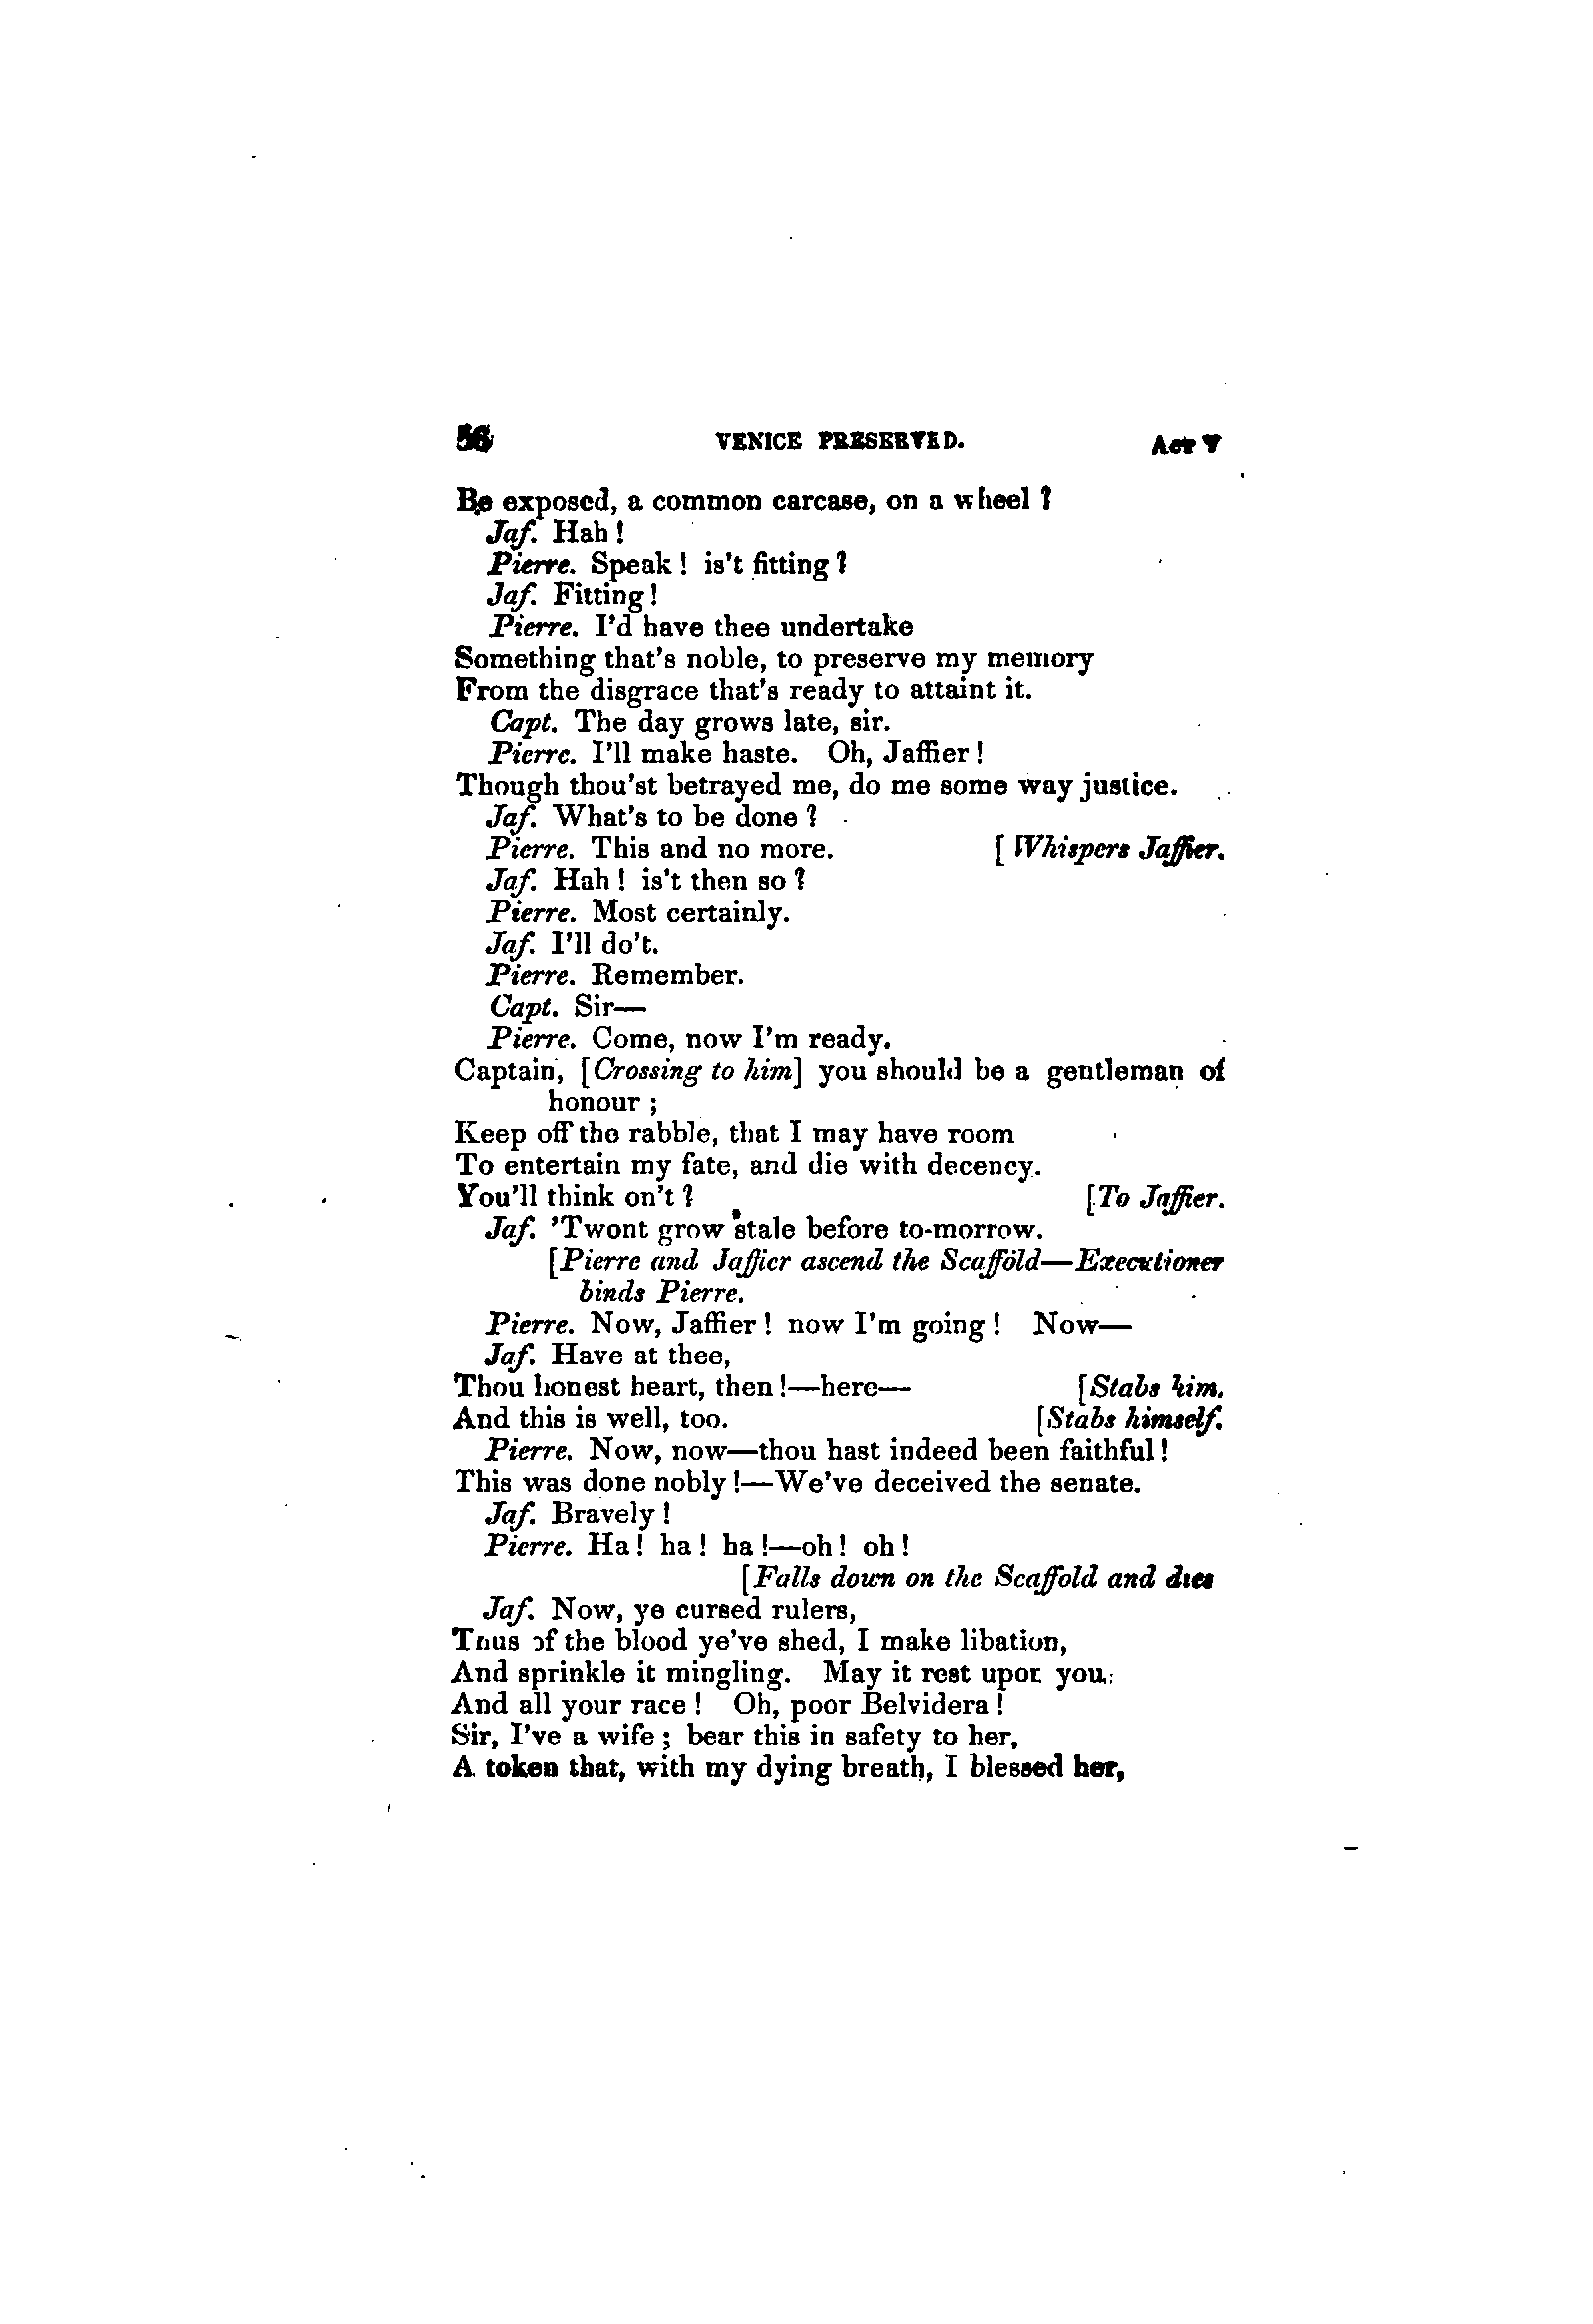 56 VENICE PRESERVED. Act V
Be exposed, a common carcase, on a wheel?
Jaf. Hah!
Pierre. Speak! is't fitting?
Jaf. Fitting!
Pierre. I'd have thee undertake
Something that's noble, to preserve my memory
From the disgrace that's ready to attaint it.
Capt. The day grows late, sir.
Pierre. I'll make haste. Oh, Jaffier!
Though thou'st betrayed me, do me some way justice.
Jaf. What's to be done?
Pierre. This and no more. [Whispers Jaffier.
Jaf. Hah! is't then so?
Pierre. Most certainly.
Jaf. I'll do't.
Pierre. Remember.
Capt. Sir—
Pierre. Come, now I'm ready.
Captain, [Crossing to him] you should be a gentleman of
honour;
Keep off the rabble, that I may have room
To entertain my fate, and die with decency.
You'll think on't? [To Jaffier.
Jaf. 'Twont grow stale before to-morrow.
[Pierre and Jaffier ascend the Scaffold—Executioner
binds Pierre.
Pierre. Now, Jaffier! now I'm going! Now—
Jaf. Have at thee,
Thou honest heart, then!—here— [Stabs him.
And this is well, too. [Stabs himself.
Pierre. Now, now—thou hast indeed been faithful!
This was done nobly!—We've deceived the senate.
Jaf. Bravely!
Pierre. Ha! ha! ha!—oh! oh!
[Falls down on the Scaffold and dies
Jaf. Now, ye cursed rulers,
Thus of the blood ye've shed, I make libation,
And sprinkle it mingling. May it rest upon you,
And all your race! Oh, poor Belvidera!
Sir, I've a wife; bear this in safety to her,
A token that, with my dying breath, I blessed her,